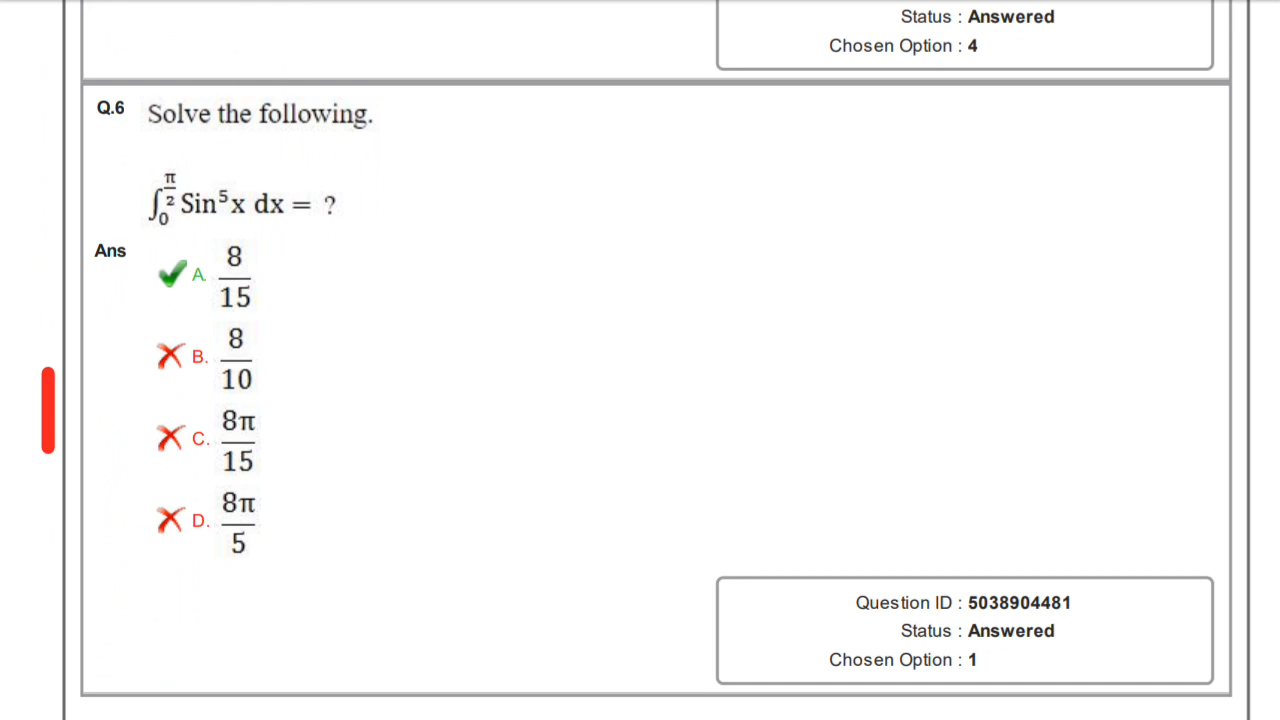 Status : Answered
Chosen Option : 4
Q.6 Solve the following.
∫₀^(π/2) Sin⁵x dx = ?
Ans
A. 8/15
B. 8/10
C. 8π/15
D. 8π/5
Question ID : 5038904481
Status : Answered
Chosen Option : 1